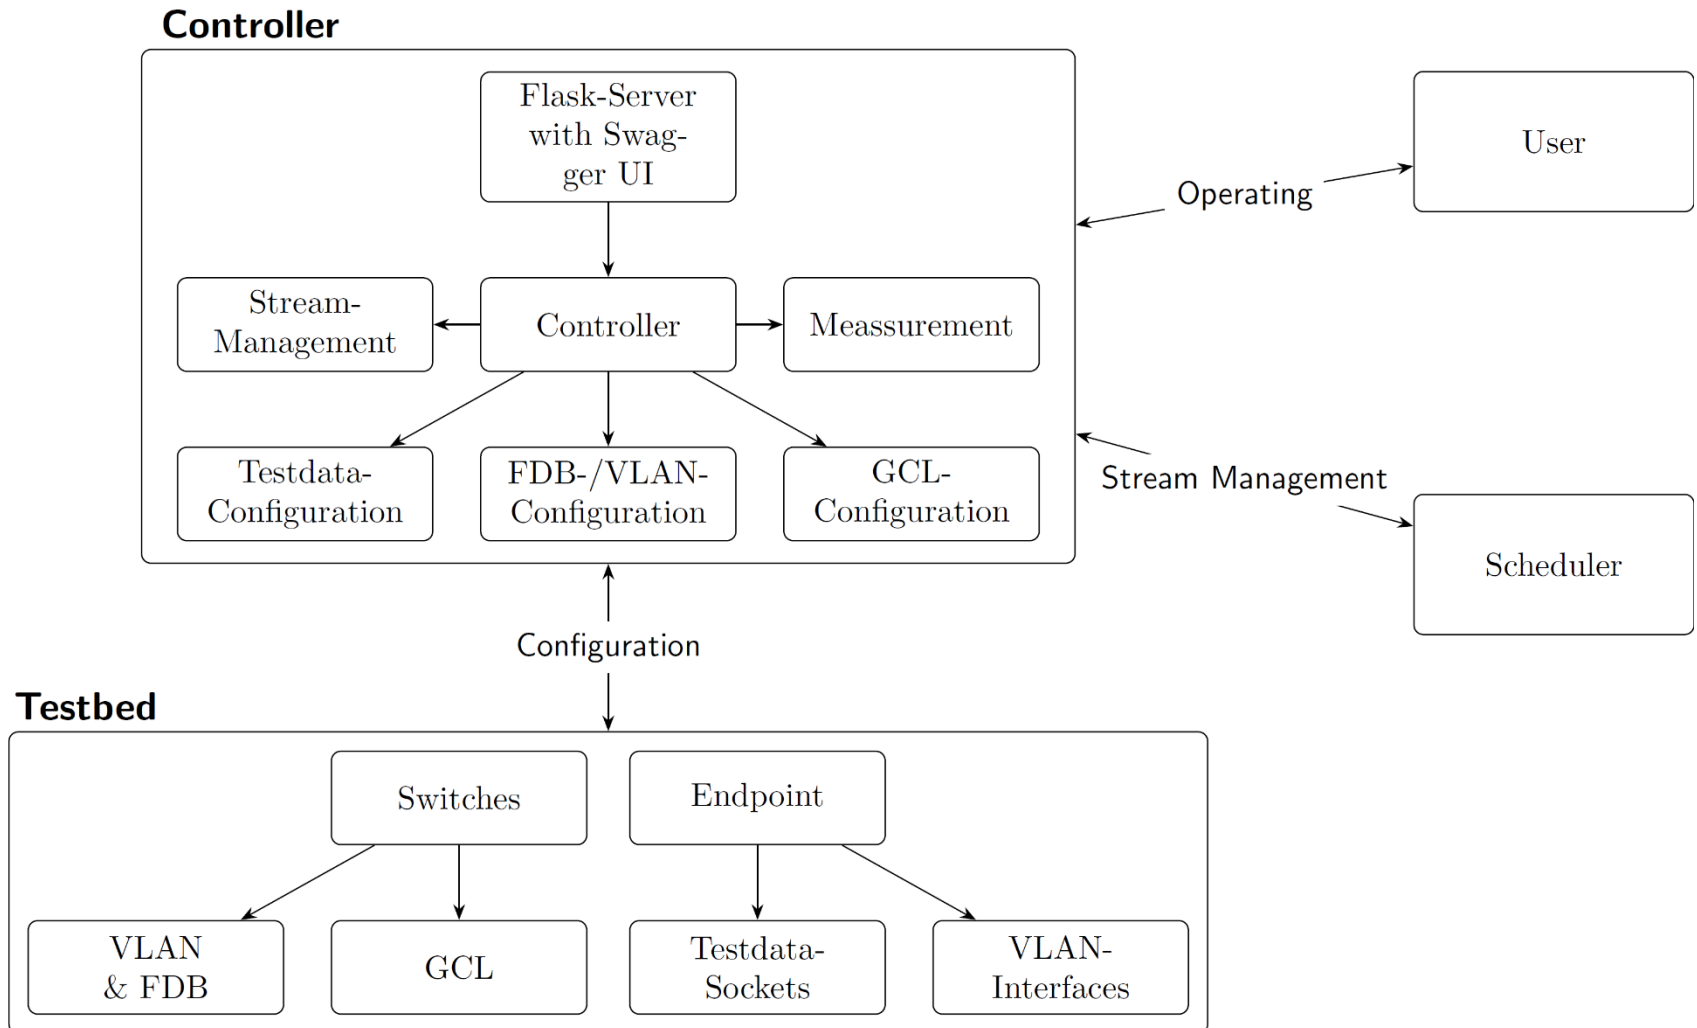 Controller
Flask-Server
with Swag-
ger UI
User
Operating
Stream-
Management
Controller
Meassurement
Testdata-
Configuration
FDB-/VLAN-
Configuration
GCL-
Configuration
Stream Management
Scheduler
Configuration
Testbed
Switches
Endpoint
VLAN
& FDB
GCL
Testdata-
Sockets
VLAN-
Interfaces